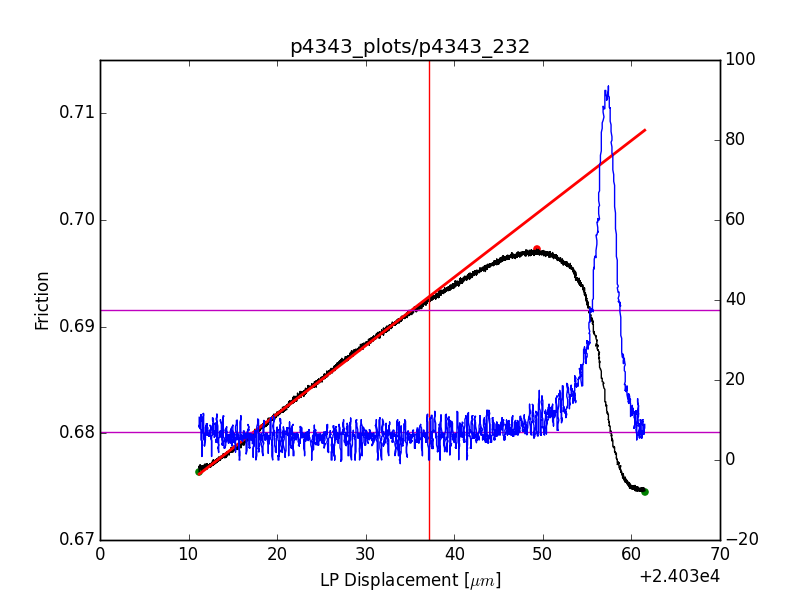 p4343_plots/p4343_232
100
0.71
80
0.70
60
Friction
40
0.69
20
0.68
0
0.67
−20
0 10 20 30 40 50 60 70
LP Displacement [μm]
+2.403e4